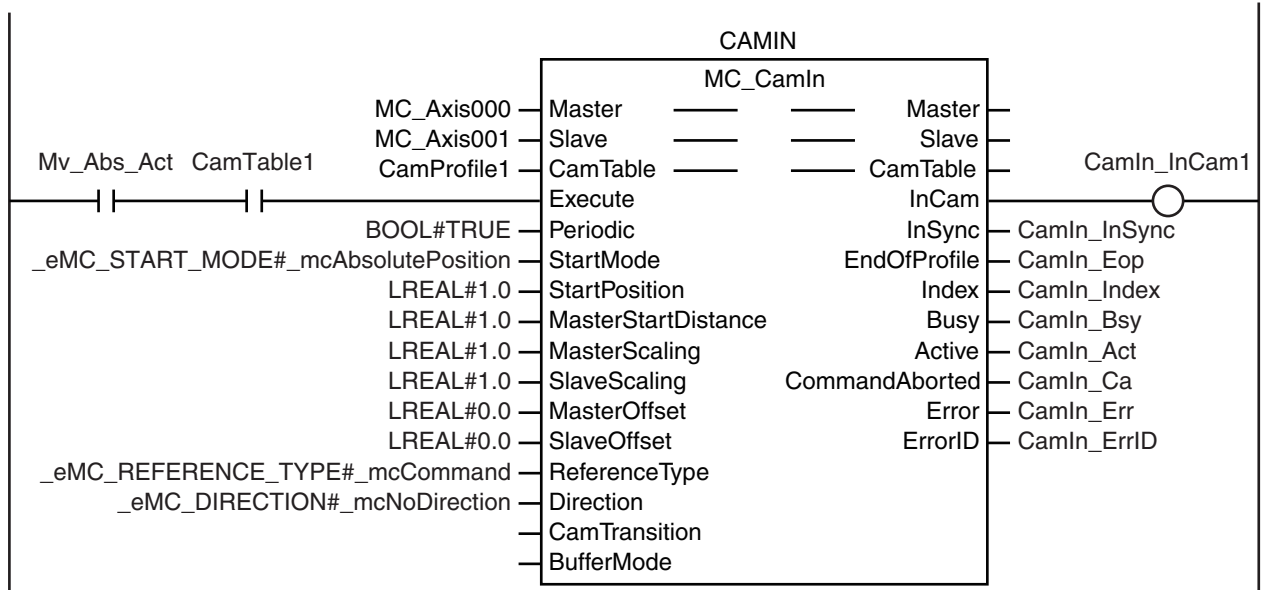 CAMIN
MC_CamIn
MC_Axis000 Master Master
MC_Axis001 Slave Slave
Mv_Abs_Act CamTable1 CamProfile1 CamTable CamTable CamIn_InCam1
Execute InCam
BOOL#TRUE Periodic InSync CamIn_InSync
_eMC_START_MODE#_mcAbsolutePosition StartMode EndOfProfile CamIn_Eop
LREAL#1.0 StartPosition Index CamIn_Index
LREAL#1.0 MasterStartDistance Busy CamIn_Bsy
LREAL#1.0 MasterScaling Active CamIn_Act
LREAL#1.0 SlaveScaling CommandAborted CamIn_Ca
LREAL#0.0 MasterOffset Error CamIn_Err
LREAL#0.0 SlaveOffset ErrorID CamIn_ErrID
_eMC_REFERENCE_TYPE#_mcCommand ReferenceType
_eMC_DIRECTION#_mcNoDirection Direction
CamTransition
BufferMode